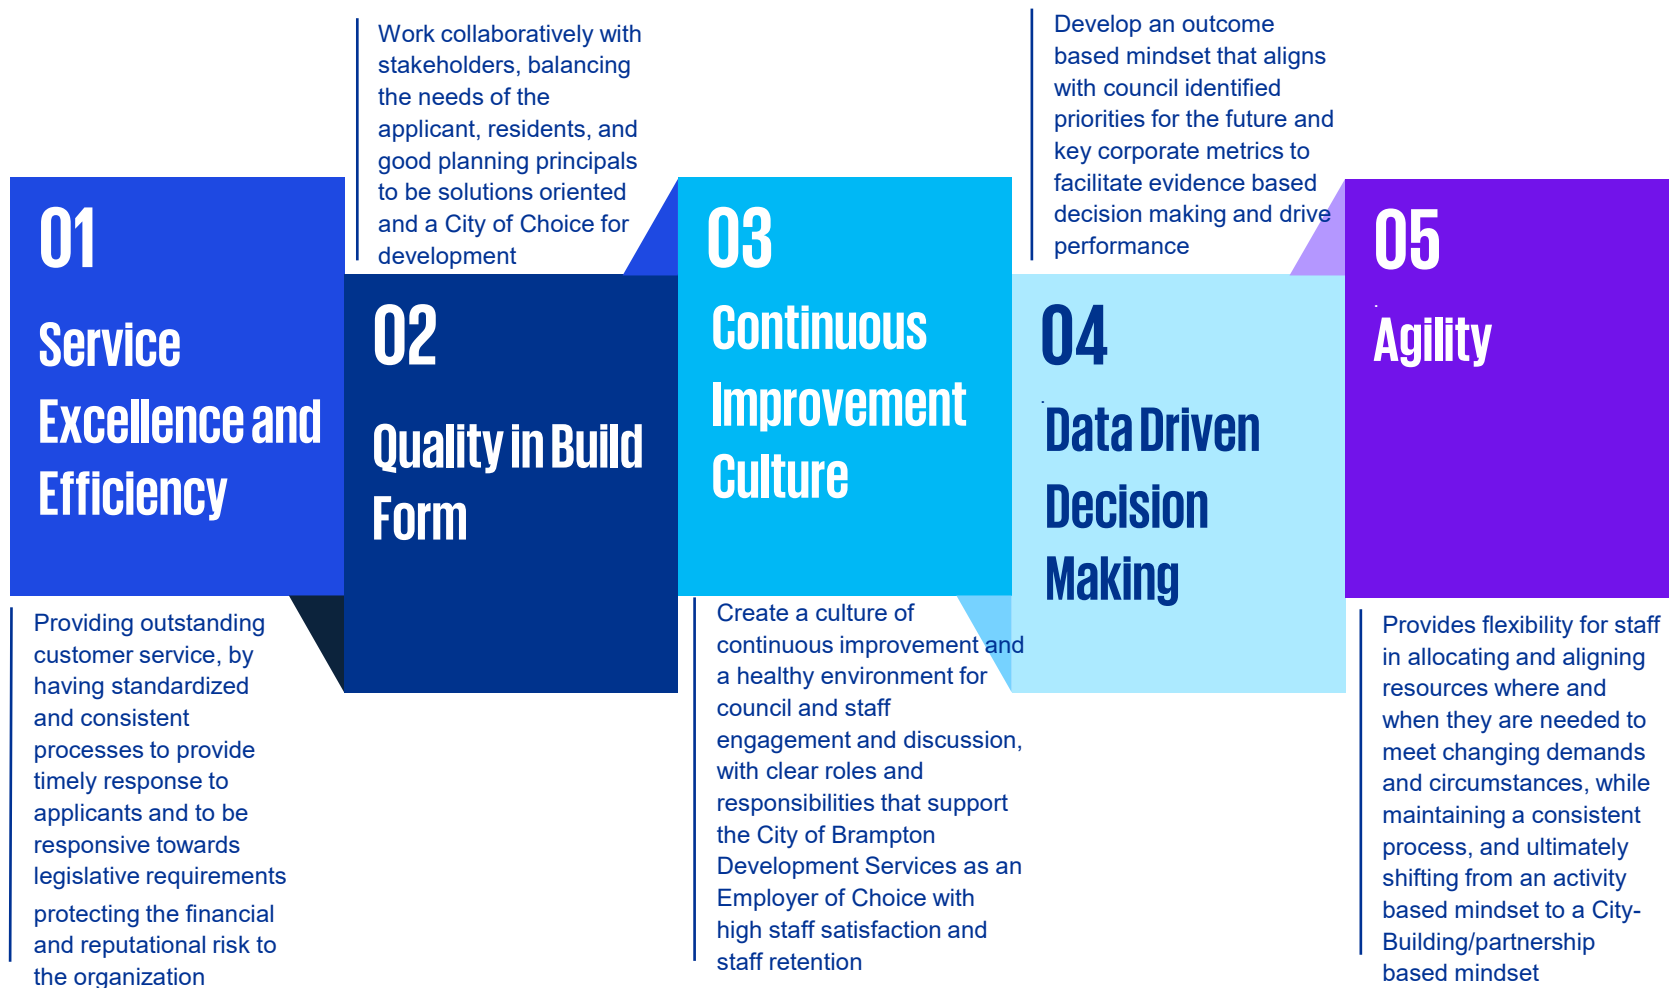 01
Service
Excellence and
Efficiency
Providing outstanding
customer service, by
having standardized
and consistent
processes to provide
timely response to
applicants and to be
responsive towards
legislative requirements
protecting the financial
and reputational risk to
the organization
Work collaboratively with
stakeholders, balancing
the needs of the
applicant, residents, and
good planning principals
to be solutions oriented
and a City of Choice for
development
02
Quality in Build
Form
03
Continuous
Improvement
Culture
Create a culture of
continuous improvement and
a healthy environment for
council and staff
engagement and discussion,
with clear roles and
responsibilities that support
the City of Brampton
Development Services as an
Employer of Choice with
high staff satisfaction and
staff retention
Develop an outcome
based mindset that aligns
with council identified
priorities for the future and
key corporate metrics to
facilitate evidence based
decision making and drive
performance
04
Data Driven
Decision
Making
05
Agility
Provides flexibility for staff
in allocating and aligning
resources where and
when they are needed to
meet changing demands
and circumstances, while
maintaining a consistent
process, and ultimately
shifting from an activity
based mindset to a City-
Building/partnership
based mindset